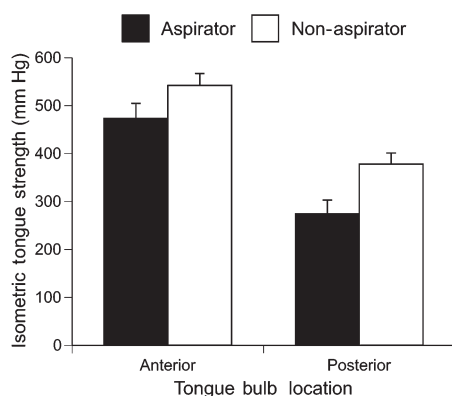 Aspirator Non-aspirator
Isometric tongue strength (mm Hg)
600
500
400
300
200
100
0
Anterior Posterior
Tongue bulb location